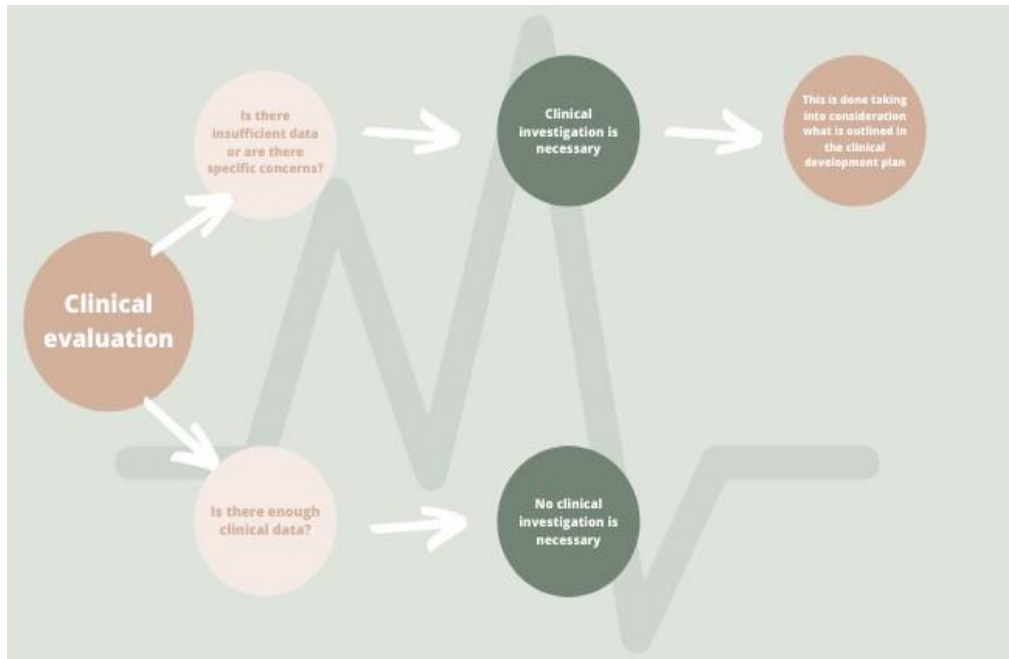 Clinical
evaluation
Is there
insufficient data
or are there
specific concerns?
Clinical
investigation is
necessary
This is done taking
into consideration
what is outlined in
the clinical
development plan
Is there enough
clinical data?
No clinical
investigation is
necessary